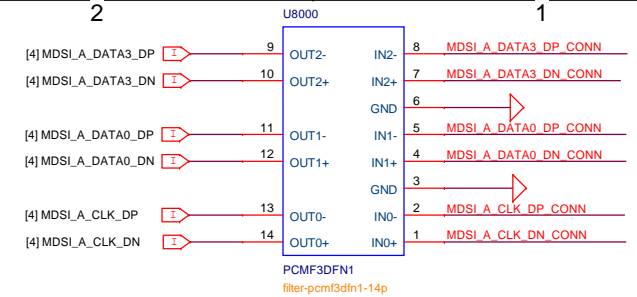 2
1
U8000
[4] MDSI_A_DATA3_DP I 9 OUT2- IN2- 8 MDSI_A_DATA3_DP_CONN
[4] MDSI_A_DATA3_DN I 10 OUT2+ IN2+ 7 MDSI_A_DATA3_DN_CONN
GND 6
[4] MDSI_A_DATA0_DP I 11 OUT1- IN1- 5 MDSI_A_DATA0_DP_CONN
[4] MDSI_A_DATA0_DN I 12 OUT1+ IN1+ 4 MDSI_A_DATA0_DN_CONN
GND 3
[4] MDSI_A_CLK_DP I 13 OUT0- IN0- 2 MDSI_A_CLK_DP_CONN
[4] MDSI_A_CLK_DN I 14 OUT0+ IN0+ 1 MDSI_A_CLK_DN_CONN
PCMF3DFN1
filter-pcmf3dfn1-14p